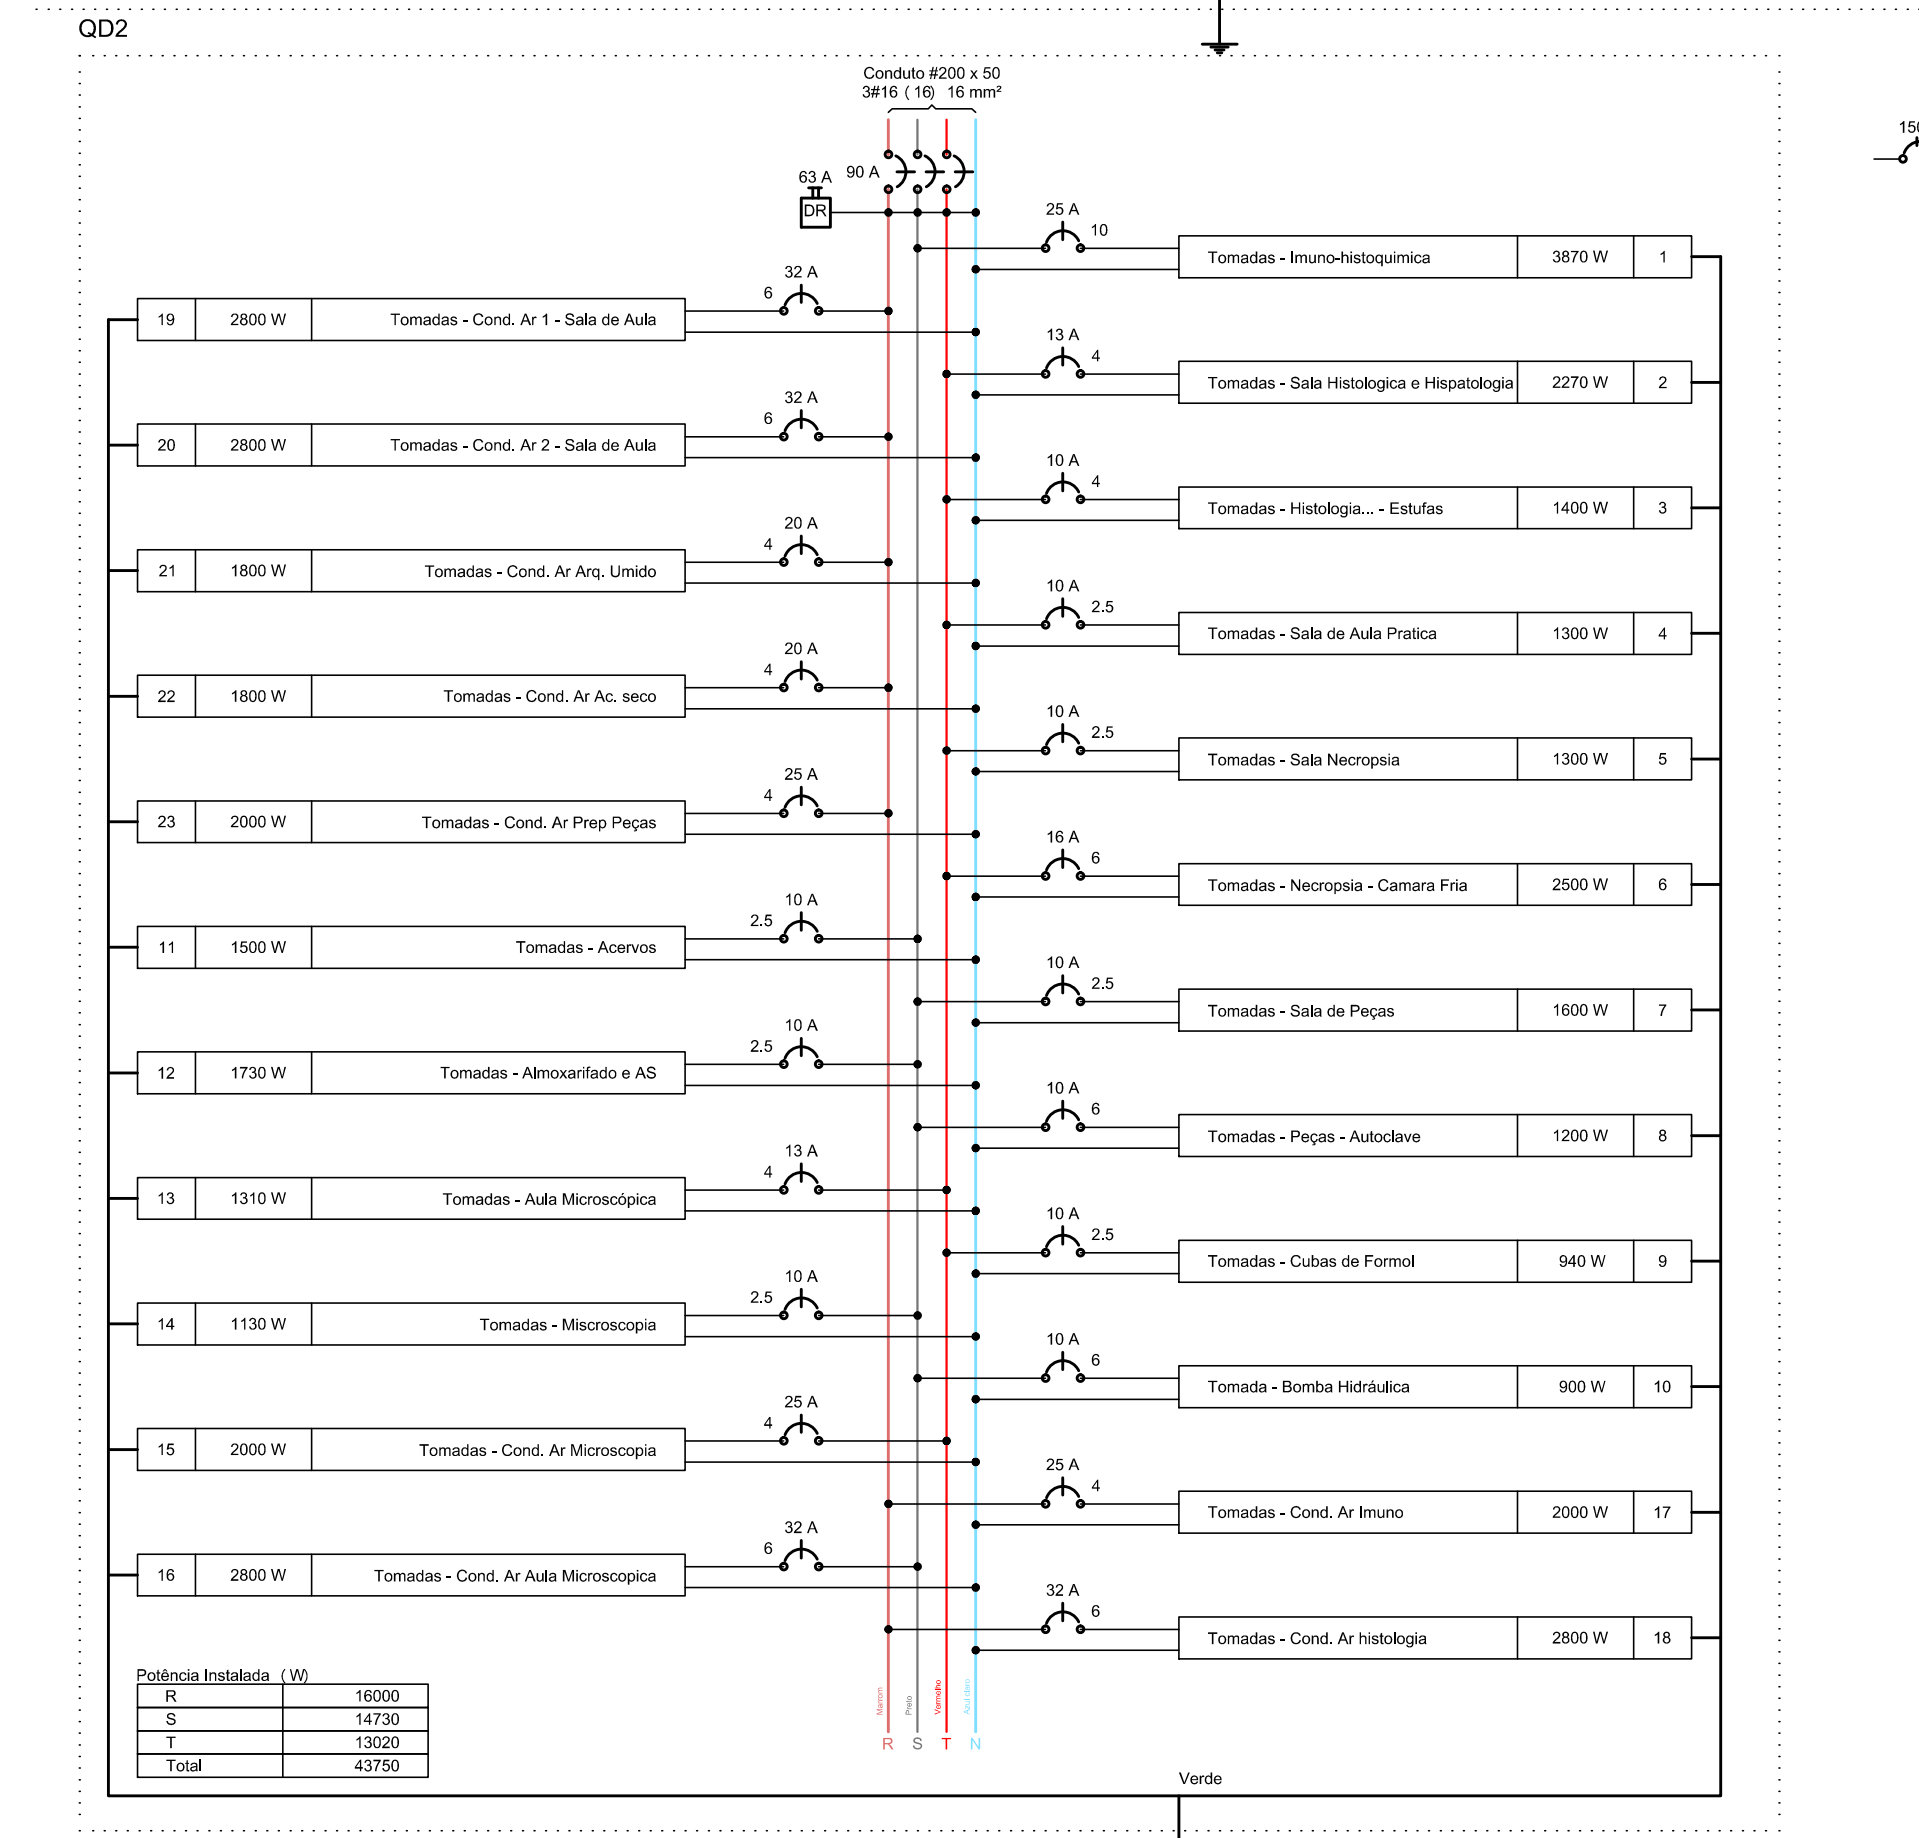 QD2
Conduto #200 x 50
3#16 ( 16) 16 mm²
150
90 A
63 A
DR
25 A
10
Tomadas - Imuno-histoquimica 3870 W 1
32 A
6
19 2800 W Tomadas - Cond. Ar 1 - Sala de Aula
13 A
4
Tomadas - Sala Histologica e Hispatologia 2270 W 2
32 A
6
20 2800 W Tomadas - Cond. Ar 2 - Sala de Aula
10 A
4
Tomadas - Histologia... - Estufas 1400 W 3
20 A
4
21 1800 W Tomadas - Cond. Ar Arq. Umido
10 A
2.5
Tomadas - Sala de Aula Pratica 1300 W 4
20 A
4
22 1800 W Tomadas - Cond. Ar Ac. seco
10 A
2.5
Tomadas - Sala Necropsia 1300 W 5
25 A
4
23 2000 W Tomadas - Cond. Ar Prep Peças
16 A
6
Tomadas - Necropsia - Camara Fria 2500 W 6
10 A
2.5
11 1500 W Tomadas - Acervos
10 A
2.5
Tomadas - Sala de Peças 1600 W 7
10 A
2.5
12 1730 W Tomadas - Almoxarifado e AS
10 A
6
Tomadas - Peças - Autoclave 1200 W 8
13 A
4
13 1310 W Tomadas - Aula Microscópica
10 A
2.5
Tomadas - Cubas de Formol 940 W 9
10 A
2.5
14 1130 W Tomadas - Miscroscopia
10 A
6
Tomada - Bomba Hidráulica 900 W 10
25 A
4
15 2000 W Tomadas - Cond. Ar Microscopia
25 A
4
Tomadas - Cond. Ar Imuno 2000 W 17
32 A
6
16 2800 W Tomadas - Cond. Ar Aula Microscopica
32 A
6
Tomadas - Cond. Ar histologia 2800 W 18
Potência Instalada ( W)
R 16000
S 14730
T 13020
Total 43750
Marrom
Preto
Vermelho
Azul claro
R S T N
Verde